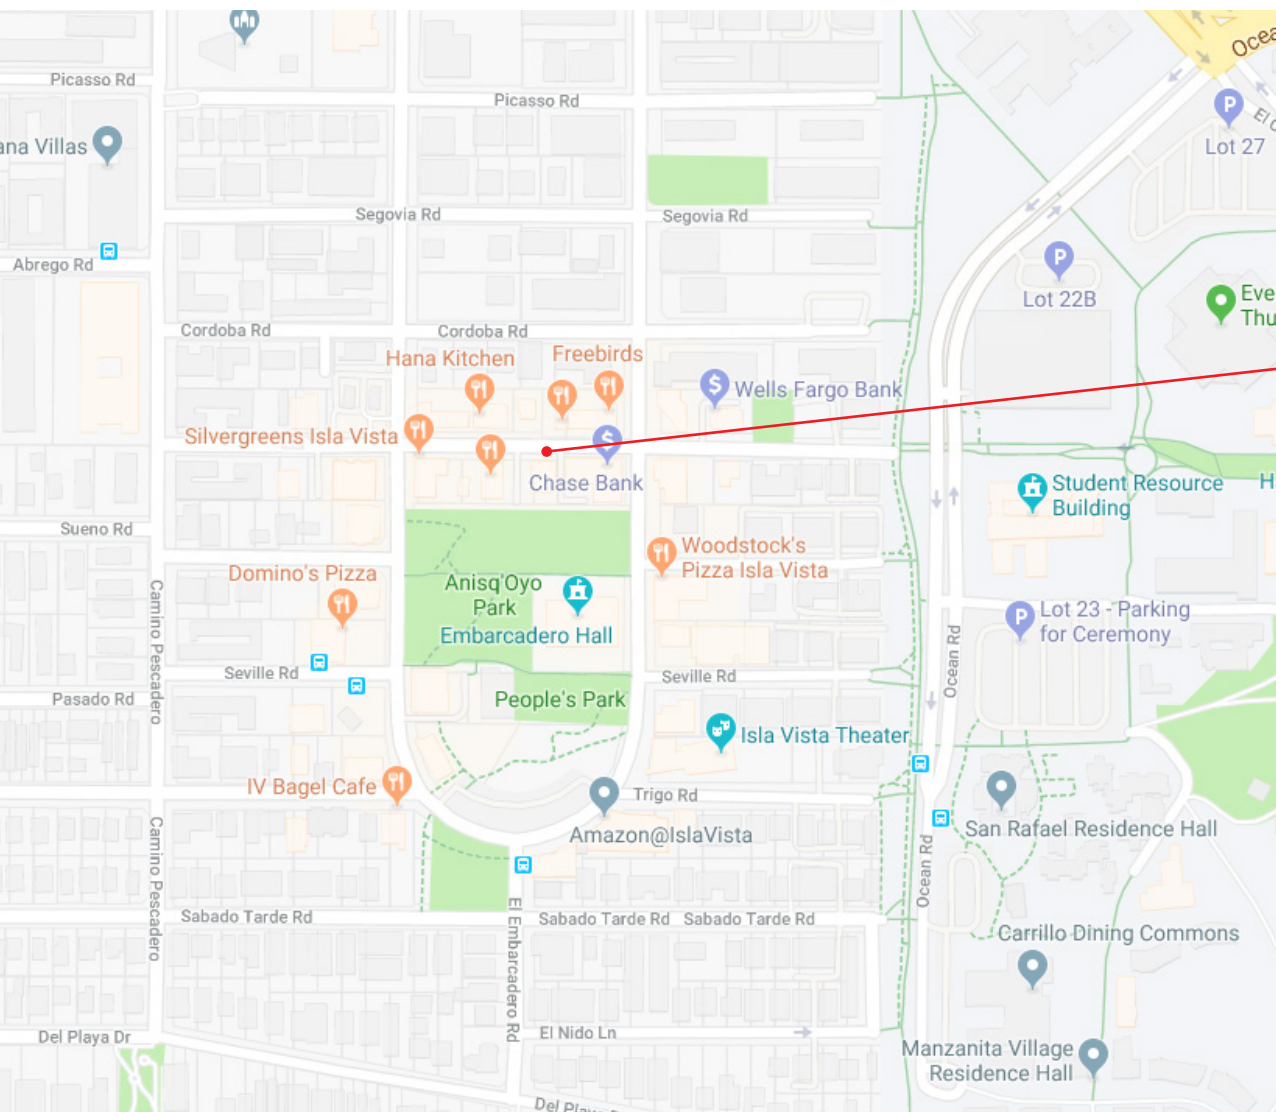 Ocea
Picasso Rd
Picasso Rd
El C
Lot 27
ana Villas
Segovia Rd
Segovia Rd
Abrego Rd
Lot 22B
Eve
Thu
Cordoba Rd
Cordoba Rd
Hana Kitchen
Freebirds
Wells Fargo Bank
Silvergreens Isla Vista
Chase Bank
Student Resource
Building
H
Sueno Rd
Woodstock's
Pizza Isla Vista
Domino's Pizza
Anisq'Oyo
Park
Camino Pescadero
Embarcadero Hall
Lot 23 - Parking
for Ceremony
Ocean Rd
Seville Rd
Seville Rd
Pasado Rd
People's Park
Isla Vista Theater
IV Bagel Cafe
Trigo Rd
Amazon@IslaVista
San Rafael Residence Hall
Camino Pescadero
Ocean Rd
Sabado Tarde Rd
Sabado Tarde Rd
Sabado Tarde Rd
El Embarcadero Rd
Carrillo Dining Commons
Del Playa Dr
El Nido Ln
Manzanita Village
Residence Hall